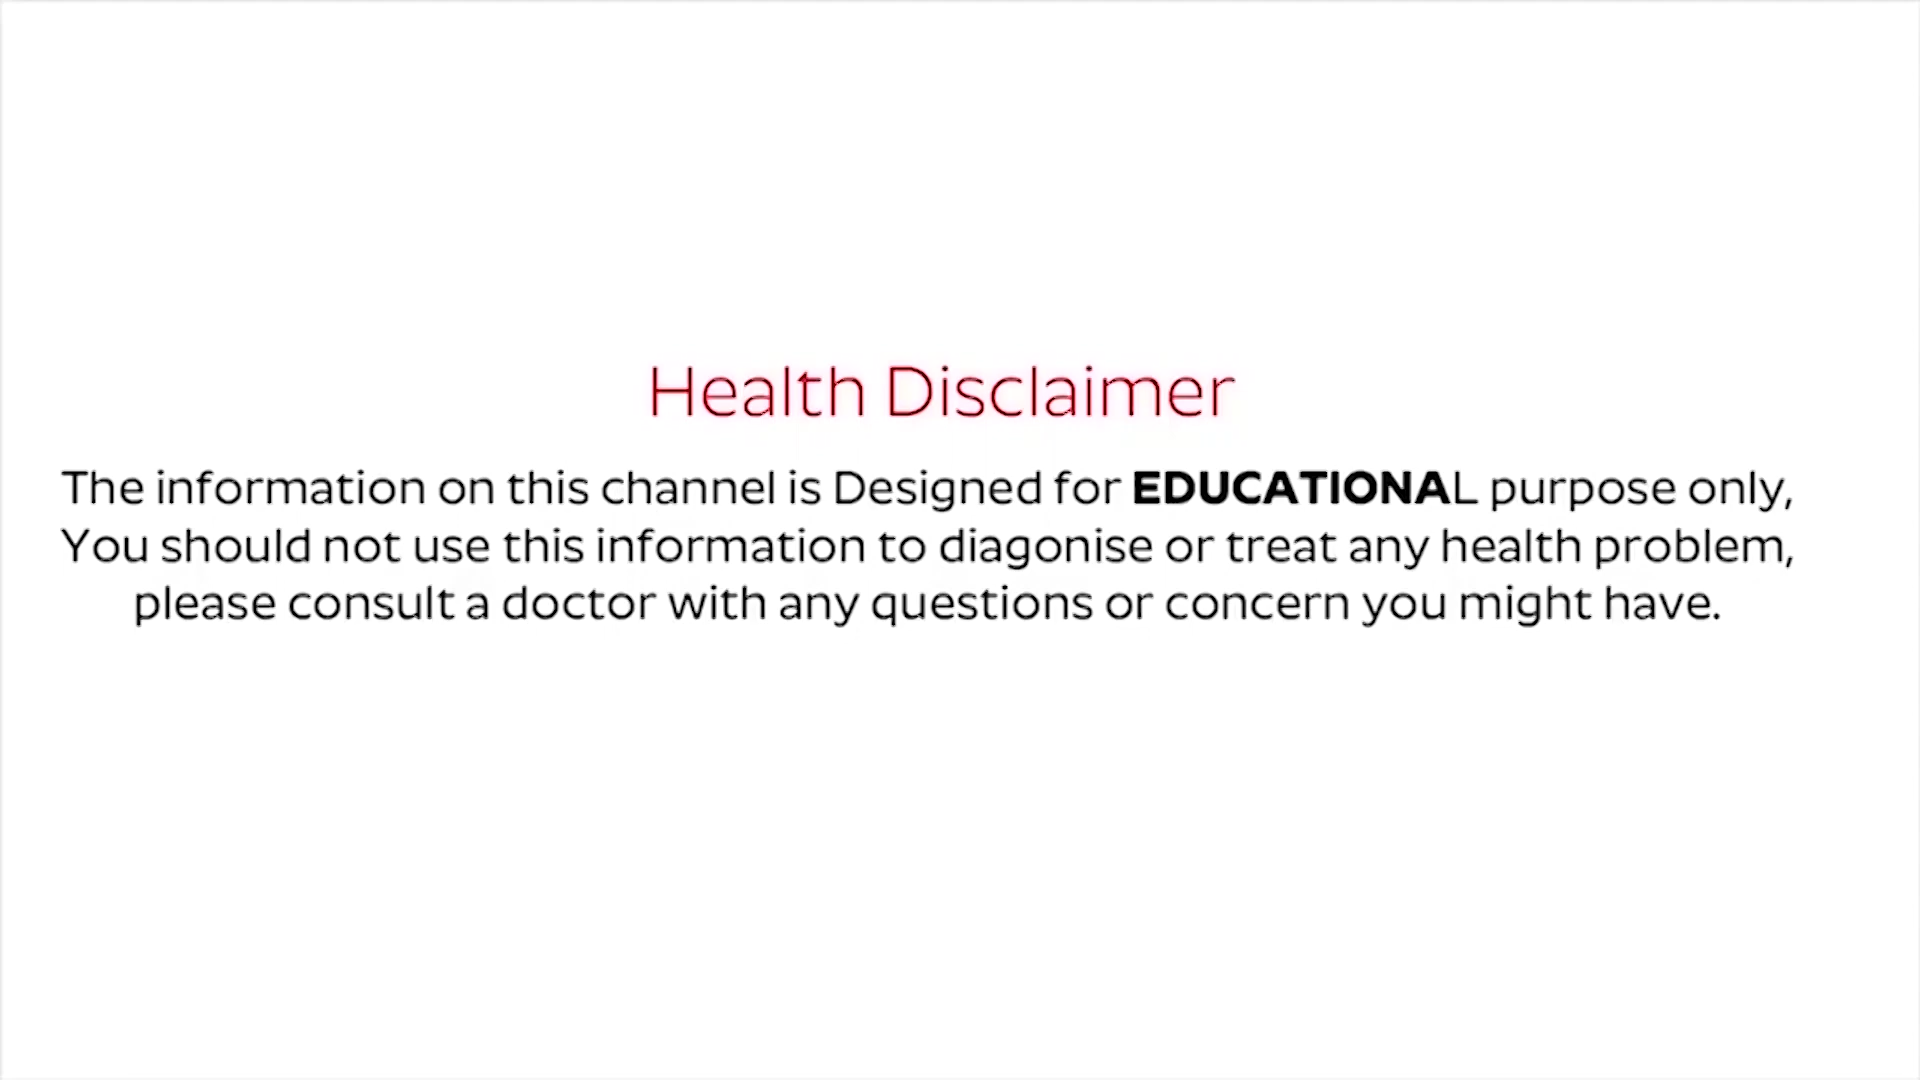 Health Disclaimer
The information on this channel is Designed for EDUCATIONAL purpose only,
You should not use this information to diagonise or treat any health problem,
please consult a doctor with any questions or concern you might have.